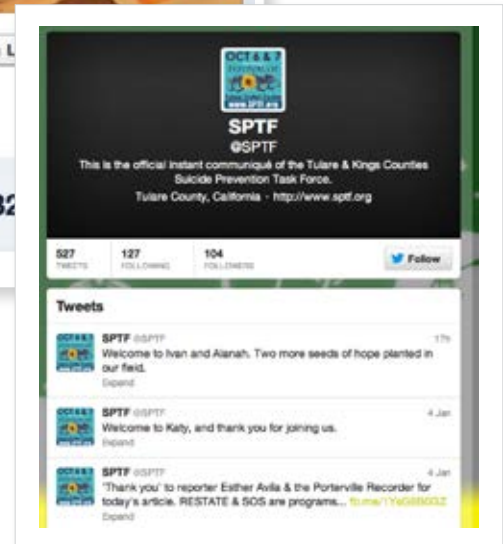 L
32
OCT 6 & 7
www.SPTF.org
SPTF
@SPTF
This is the official instant communiqué of the Tulare & Kings Counties
Suicide Prevention Task Force.
Tulare County, California · http://www.sptf.org
527 127 104
TWEETS FOLLOWING FOLLOWERS
Follow
Tweets
SPTF @SPTF 17h
Welcome to Ivan and Alanah. Two more seeds of hope planted in
our field.
Expand
SPTF @SPTF 4 Jan
Welcome to Katy, and thank you for joining us.
Expand
SPTF @SPTF 4 Jan
'Thank you' to reporter Esther Avila & the Porterville Recorder for
today's article. RESTATE & SOS are programs...
Expand